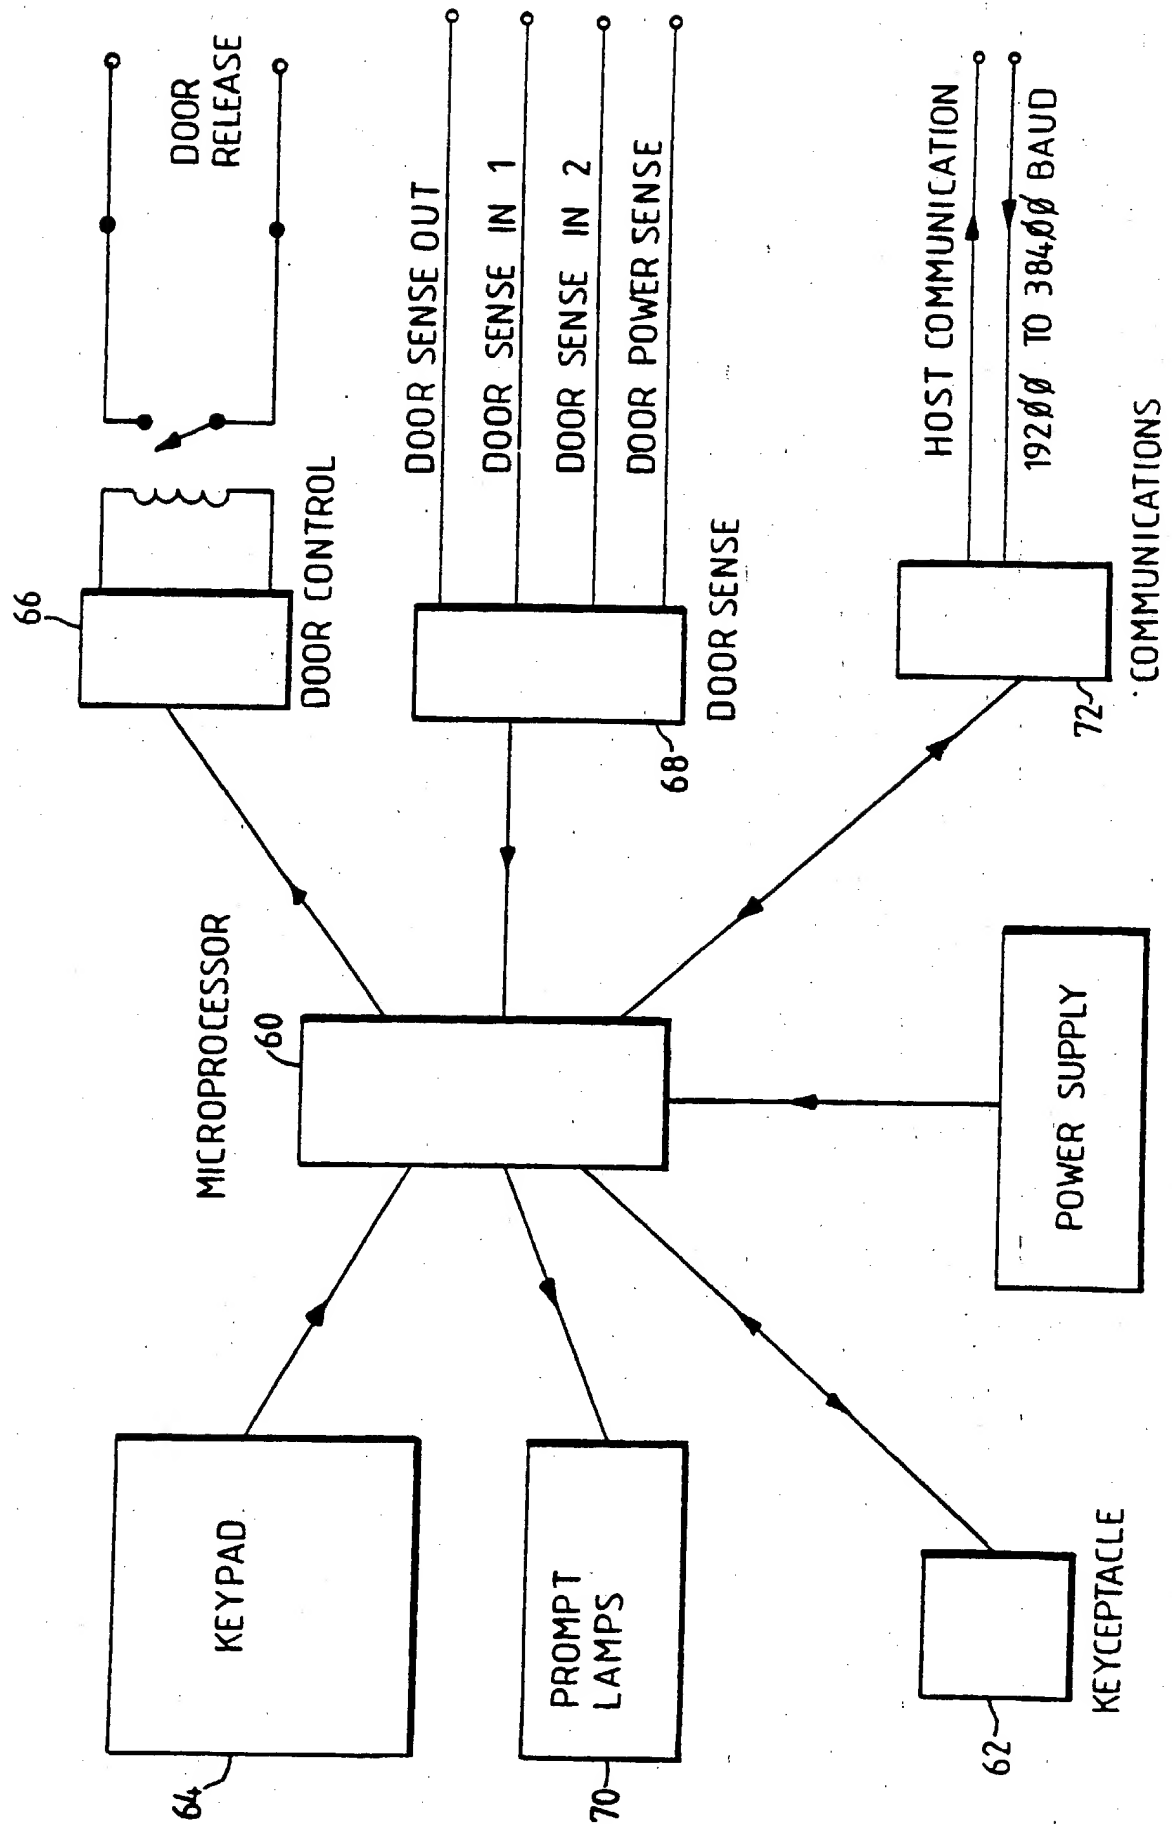 64
KEYPAD
70
PROMPT
LAMPS
62
KEYCEPTACLE
MICROPROCESSOR
60
POWER SUPPLY
66
DOOR CONTROL
DOOR
RELEASE
68
DOOR SENSE
DOOR SENSE OUT
DOOR SENSE IN 1
DOOR SENSE IN 2
DOOR POWER SENSE
72
COMMUNICATIONS
HOST COMMUNICATION
192ØØ TO 384ØØ BAUD